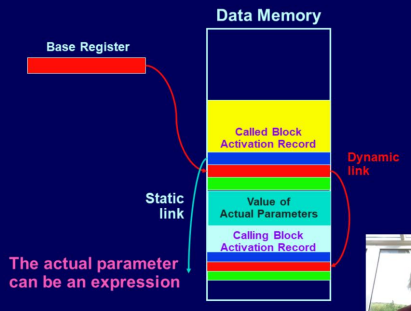 Data Memory
Base Register
Called Block
Activation Record
Dynamic
link
Static
link
Value of
Actual Parameters
Calling Block
Activation Record
The actual parameter
can be an expression